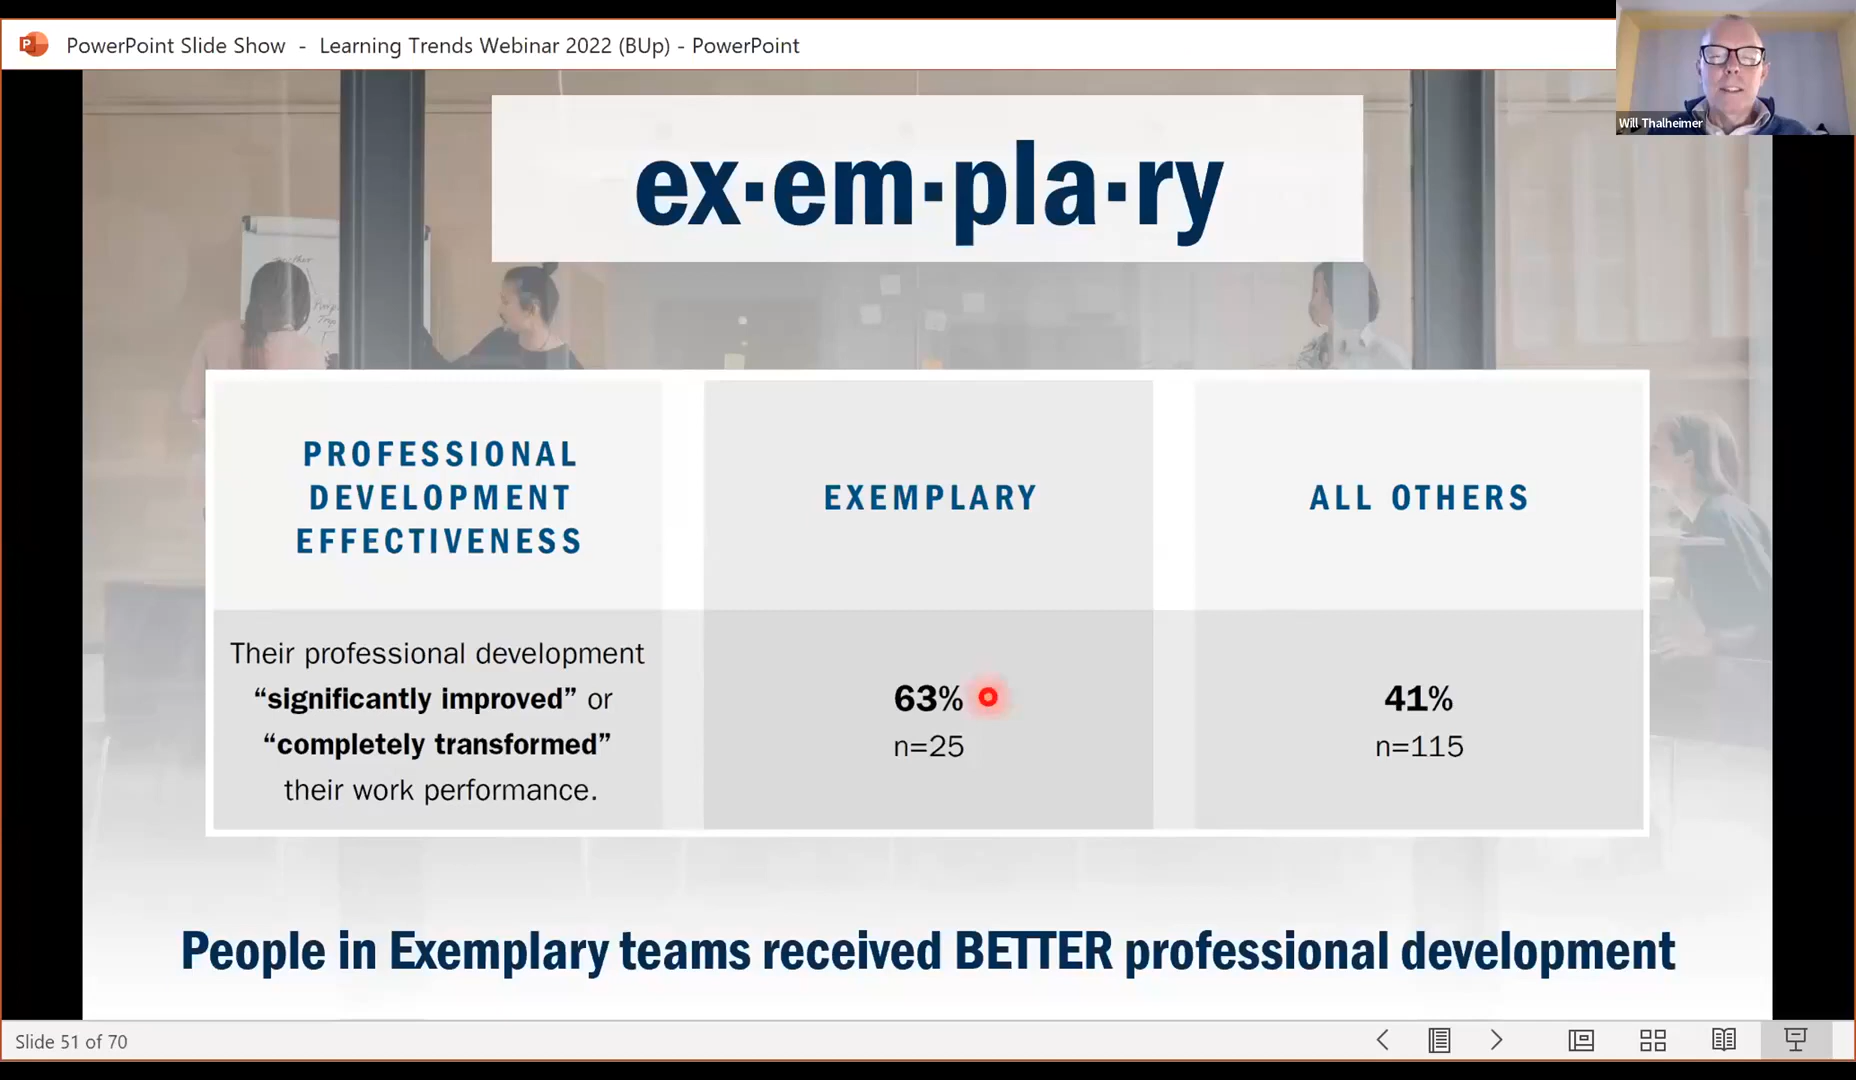 PowerPoint Slide Show - Learning Trends Webinar 2022 (BUp) - PowerPoint
Will Thalheimer
ex·em·pla·ry
PROFESSIONAL
DEVELOPMENT
EFFECTIVENESS
EXEMPLARY
ALL OTHERS
Their professional development
“significantly improved” or
“completely transformed”
their work performance.
63%
n=25
41%
n=115
People in Exemplary teams received BETTER professional development
Slide 51 of 70